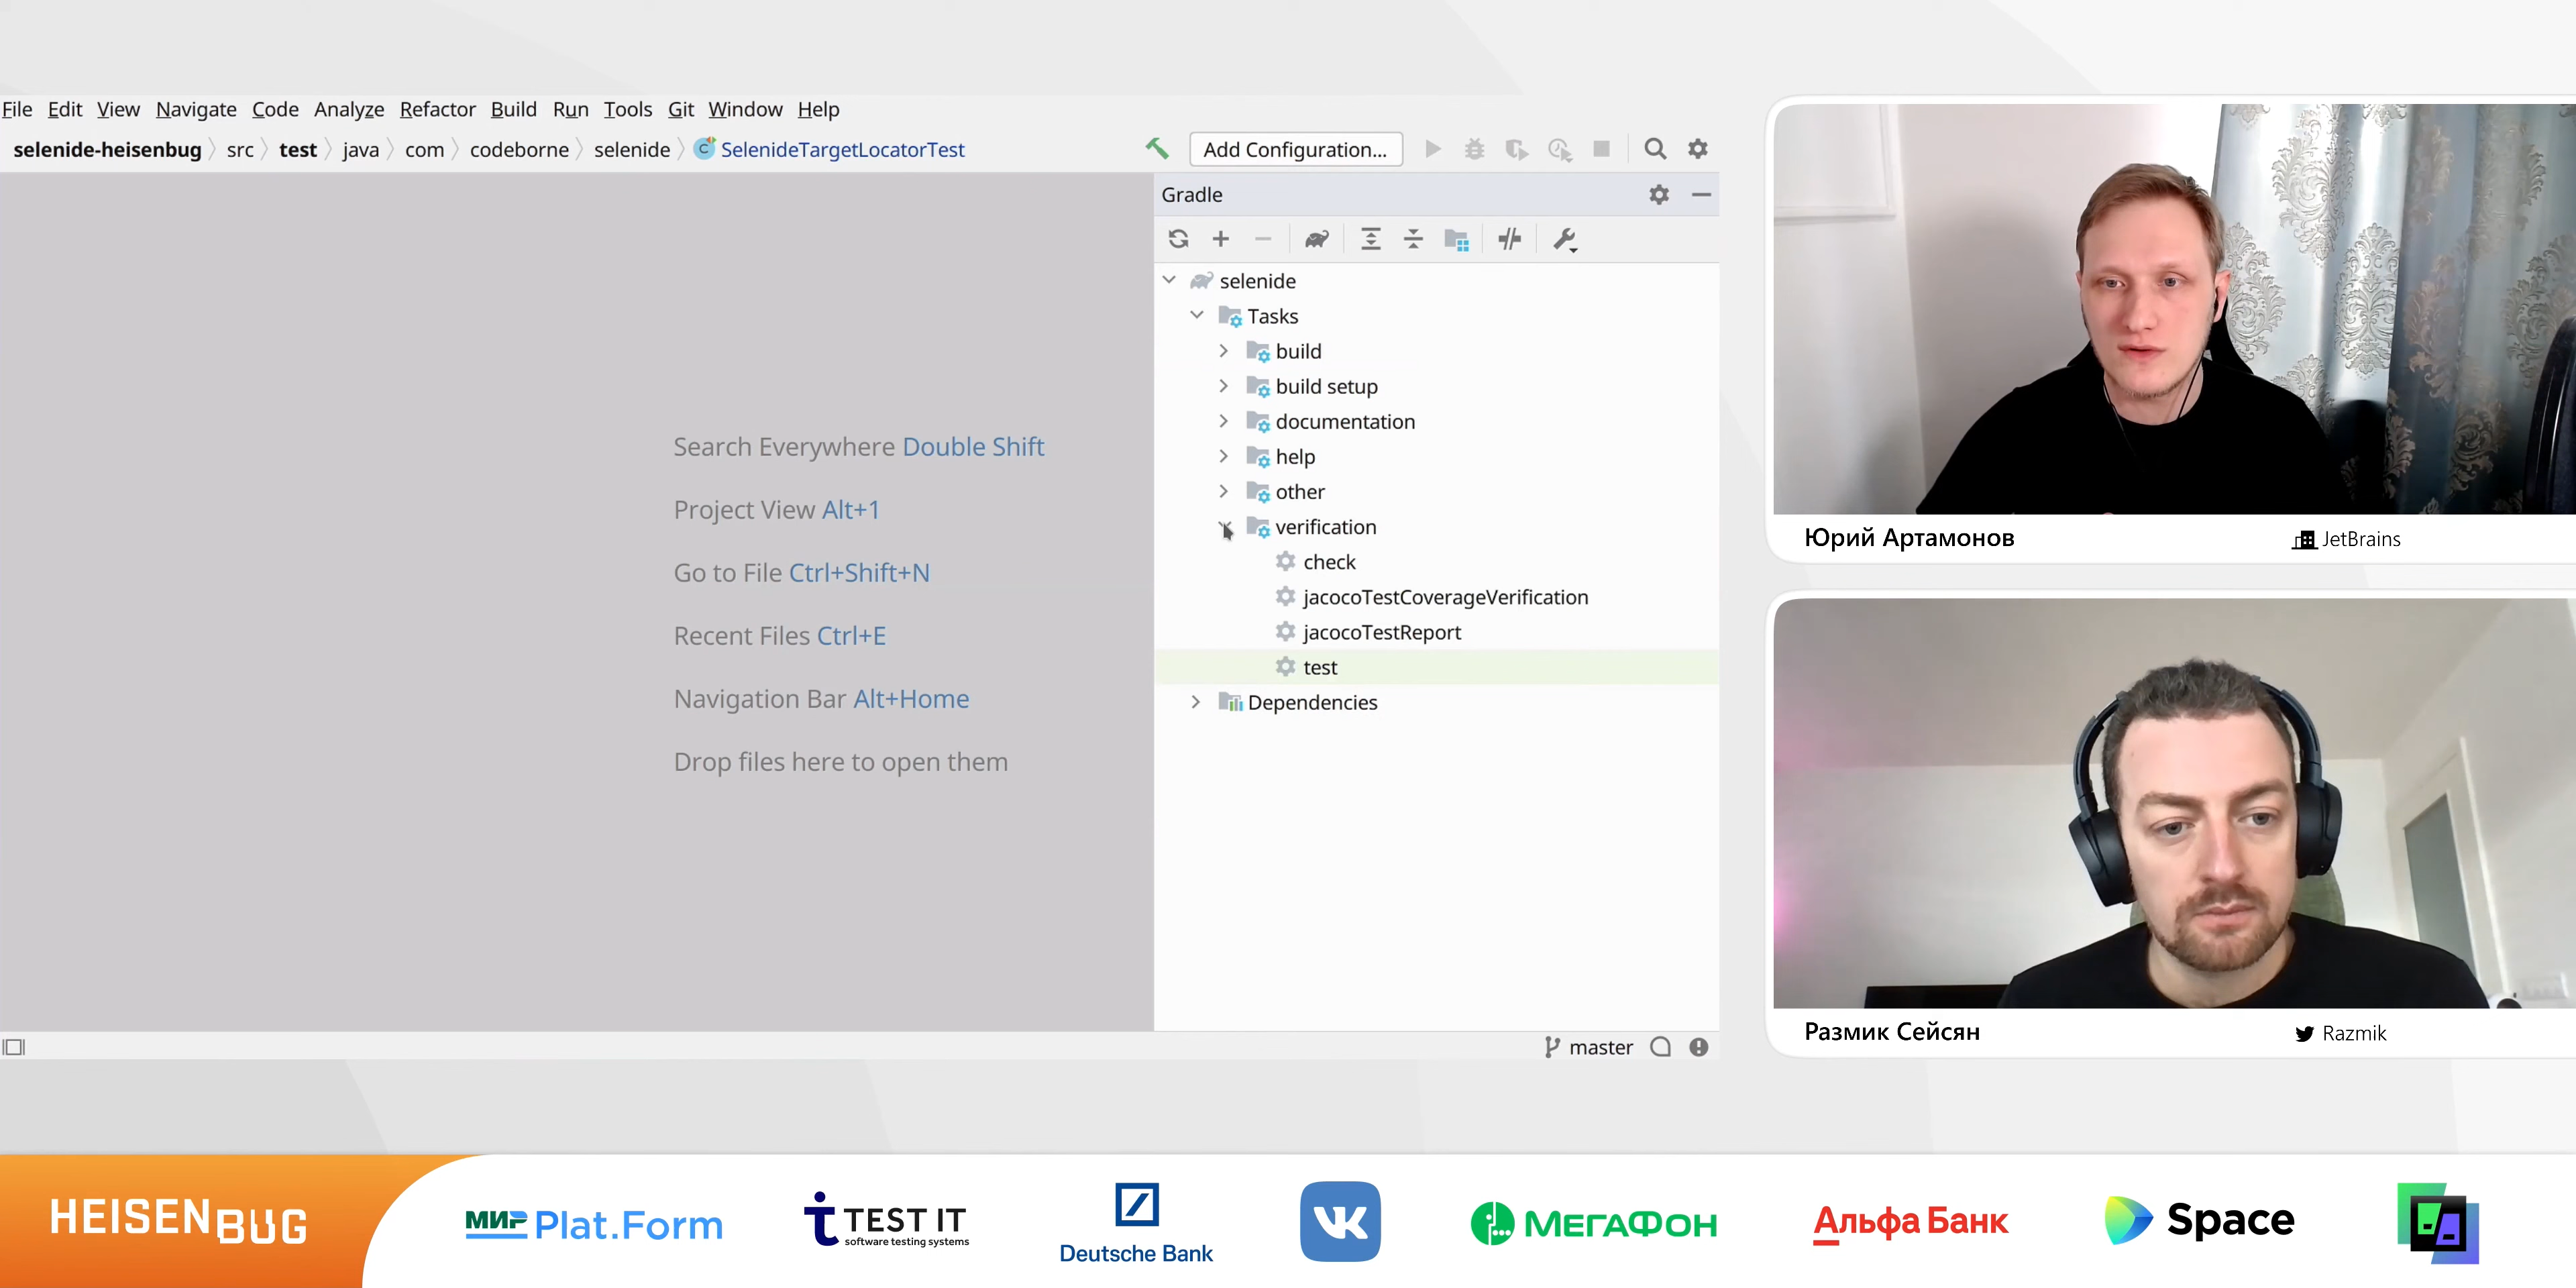 File Edit View Navigate Code Analyze Refactor Build Run Tools Git Window Help
selenide-heisenbug src test java com codeborne selenide SelenideTargetLocatorTest
Add Configuration...
Gradle
selenide
Tasks
build
build setup
documentation
help
other
verification
check
jacocoTestCoverageVerification
jacocoTestReport
test
Dependencies
Search Everywhere Double Shift
Project View Alt+1
Go to File Ctrl+Shift+N
Recent Files Ctrl+E
Navigation Bar Alt+Home
Drop files here to open them
master
Юрий Артамонов
JetBrains
Размик Сейсян
Razmik
HEISENBUG
МИР Plat.Form
TEST IT
software testing systems
Deutsche Bank
VK
МЕГАФОН
Альфа Банк
Space